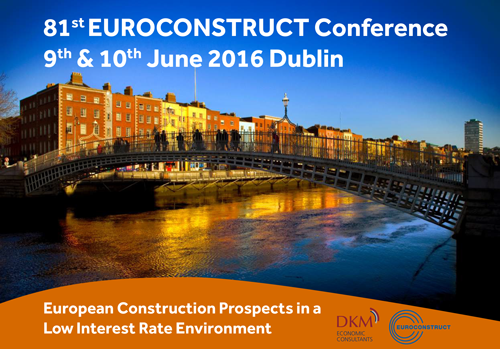 81st EUROCONSTRUCT Conference
9th & 10th June 2016 Dublin
European Construction Prospects in a
Low Interest Rate Environment
DKM
ECONOMIC
CONSULTANTS
EUROCONSTRUCT